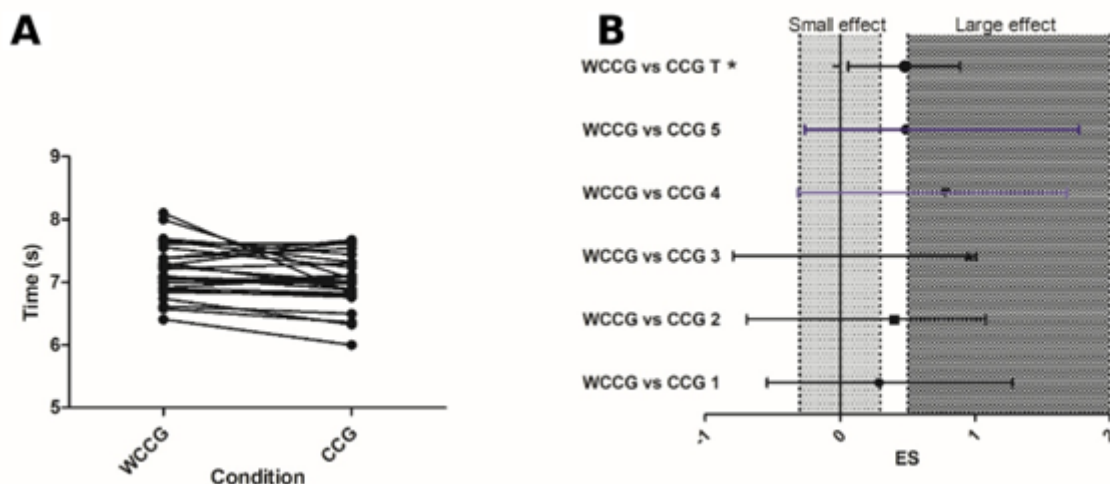 A
9
8
7
6
5
Time (s)
WCCG
CCG
Condition
B
Small effect
Large effect
WCCG vs CCG T *
WCCG vs CCG 5
WCCG vs CCG 4
WCCG vs CCG 3
WCCG vs CCG 2
WCCG vs CCG 1
-1
0
1
2
ES